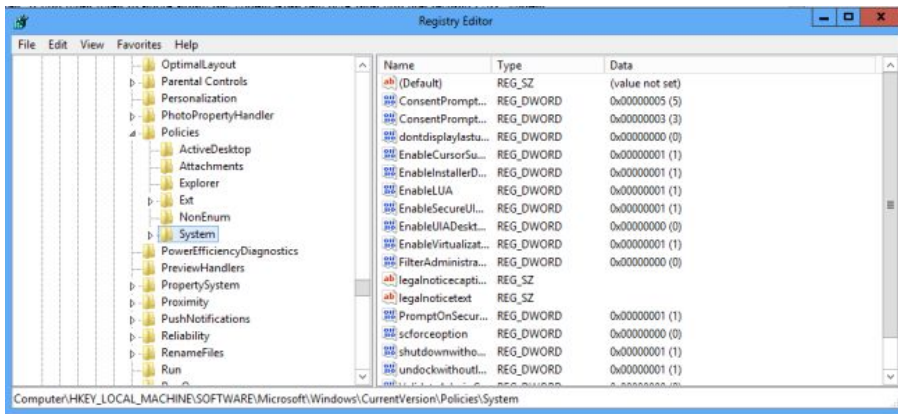 Registry Editor
File Edit View Favorites Help
OptimalLayout
Parental Controls
Personalization
PhotoPropertyHandler
Policies
ActiveDesktop
Attachments
Explorer
Ext
NonEnum
System
PowerEfficiencyDiagnostics
PreviewHandlers
PropertySystem
Proximity
PushNotifications
Reliability
RenameFiles
Run
Name Type Data
(Default) REG_SZ (value not set)
ConsentPrompt... REG_DWORD 0x00000005 (5)
ConsentPrompt... REG_DWORD 0x00000003 (3)
dontdisplaylastu... REG_DWORD 0x00000000 (0)
EnableCursorSu... REG_DWORD 0x00000001 (1)
EnableInstallerD... REG_DWORD 0x00000001 (1)
EnableLUA REG_DWORD 0x00000001 (1)
EnableSecureUI... REG_DWORD 0x00000001 (1)
EnableUIADeskt... REG_DWORD 0x00000000 (0)
EnableVirtualizat... REG_DWORD 0x00000001 (1)
FilterAdministra... REG_DWORD 0x00000000 (0)
legalnoticecapti... REG_SZ
legalnoticetext REG_SZ
PromptOnSecur... REG_DWORD 0x00000001 (1)
scforceoption REG_DWORD 0x00000000 (0)
shutdownwitho... REG_DWORD 0x00000001 (1)
undockwithoutl... REG_DWORD 0x00000001 (1)
Computer\HKEY_LOCAL_MACHINE\SOFTWARE\Microsoft\Windows\CurrentVersion\Policies\System